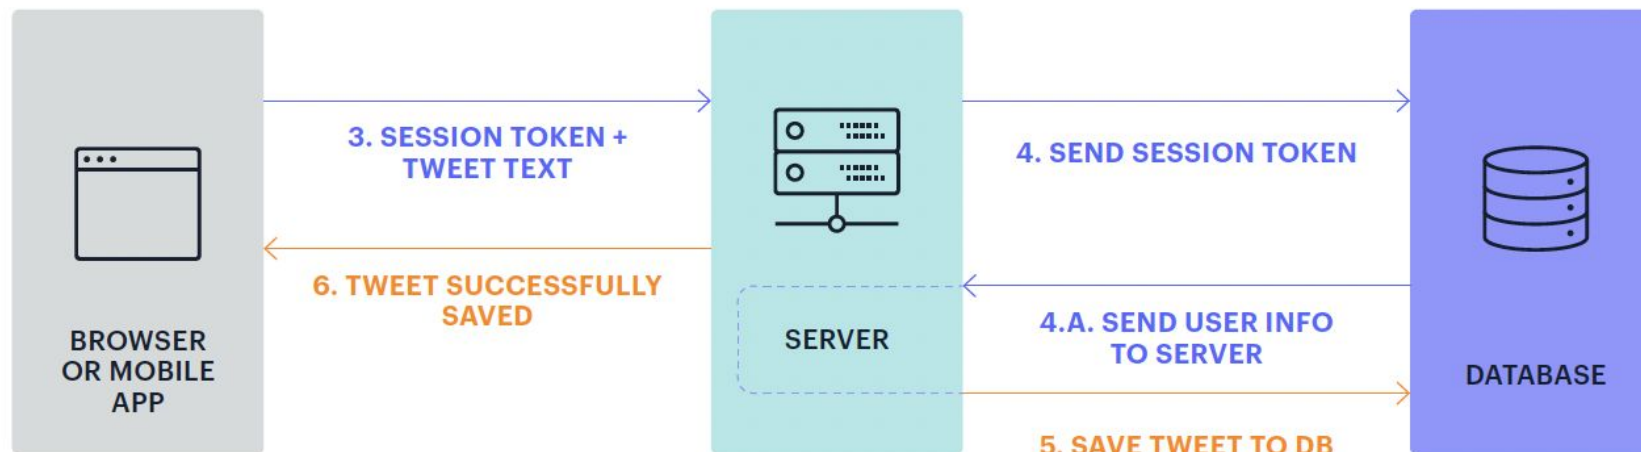 3. SESSION TOKEN +
TWEET TEXT
4. SEND SESSION TOKEN
6. TWEET SUCCESSFULLY
SAVED
4.A. SEND USER INFO
TO SERVER
BROWSER
OR MOBILE
APP
SERVER
DATABASE
5. SAVE TWEET TO DB